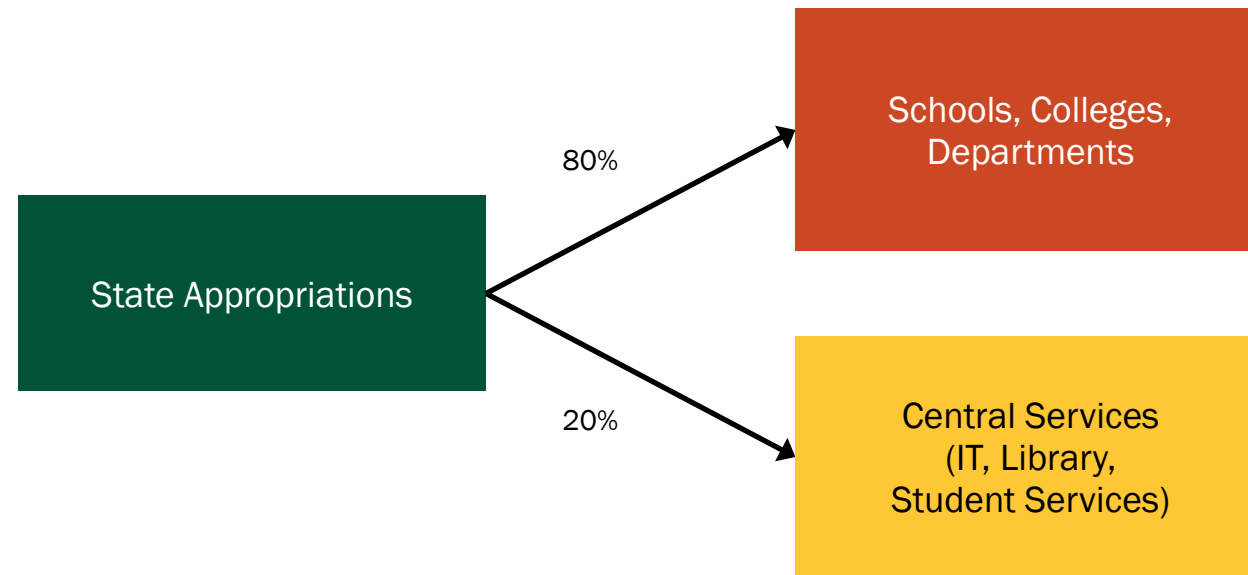 State Appropriations
80%
Schools, Colleges,
Departments
20%
Central Services
(IT, Library,
Student Services)